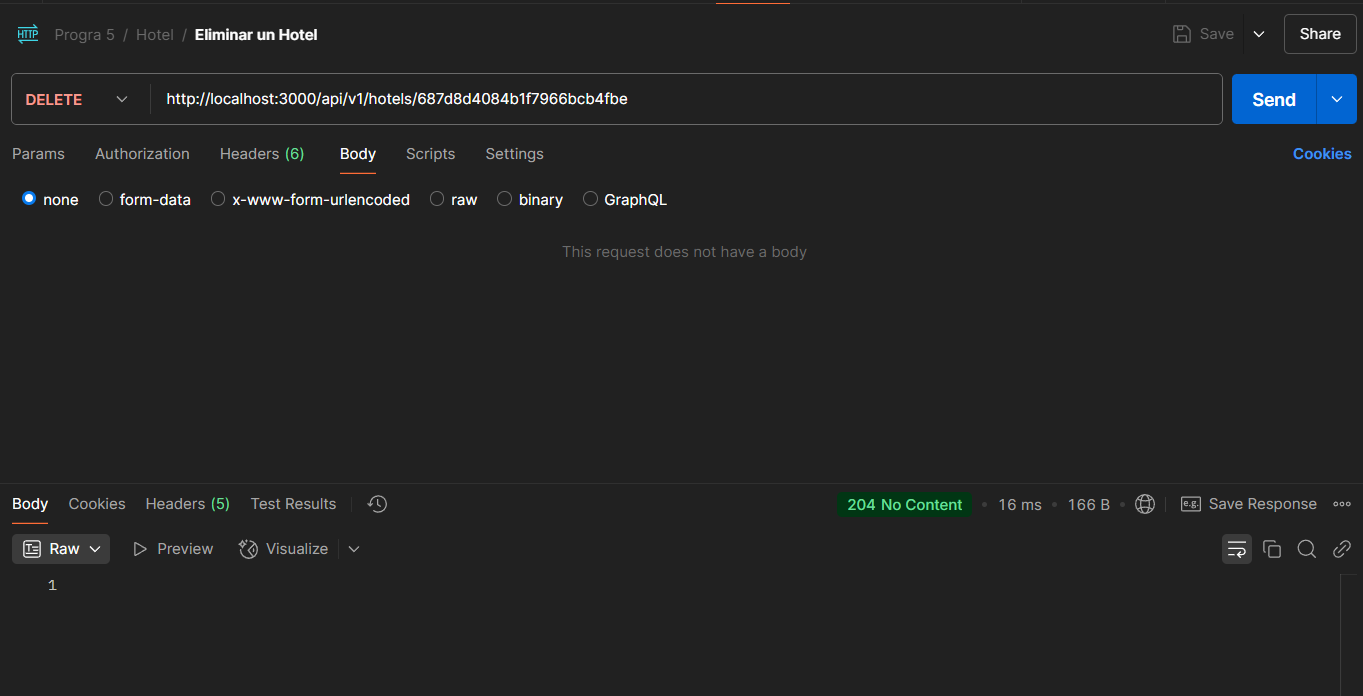 HTTP Progra 5 / Hotel / Eliminar un Hotel Save Share
DELETE http://localhost:3000/api/v1/hotels/687d8d4084b1f7966bcb4fbe Send
Params Authorization Headers (6) Body Scripts Settings Cookies
none form-data x-www-form-urlencoded raw binary GraphQL
This request does not have a body
Body Cookies Headers (5) Test Results 204 No Content • 16 ms • 166 B • e.g. Save Response
Raw Preview Visualize
1